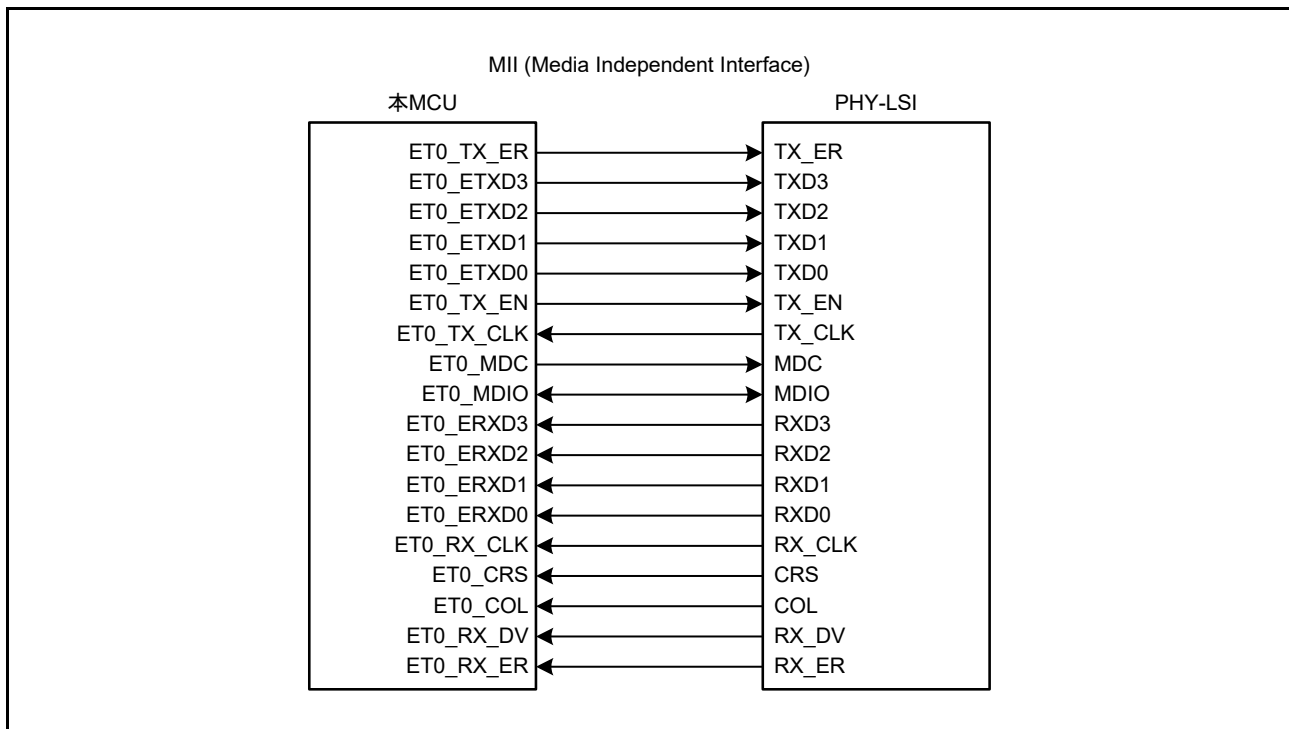 MII (Media Independent Interface)
本MCU PHY-LSI
ET0_TX_ER TX_ER
ET0_ETXD3 TXD3
ET0_ETXD2 TXD2
ET0_ETXD1 TXD1
ET0_ETXD0 TXD0
ET0_TX_EN TX_EN
ET0_TX_CLK TX_CLK
ET0_MDC MDC
ET0_MDIO MDIO
ET0_ERXD3 RXD3
ET0_ERXD2 RXD2
ET0_ERXD1 RXD1
ET0_ERXD0 RXD0
ET0_RX_CLK RX_CLK
ET0_CRS CRS
ET0_COL COL
ET0_RX_DV RX_DV
ET0_RX_ER RX_ER